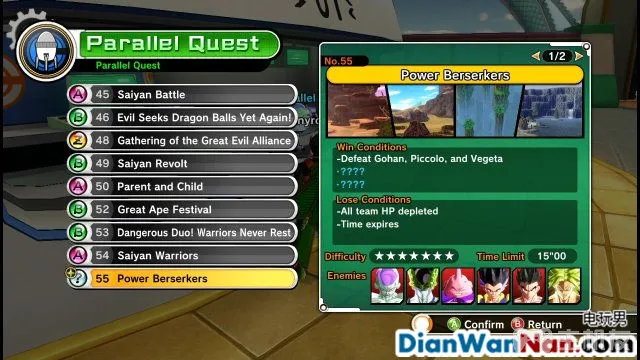 Parallel Quest
Parallel Quest
A 45 Saiyan Battle
B 46 Evil Seeks Dragon Balls Yet Again!
Z 48 Gathering of the Great Evil Alliance
B 49 Saiyan Revolt
A 50 Parent and Child
B 52 Great Ape Festival
B 53 Dangerous Duo! Warriors Never Rest
A 54 Saiyan Warriors
? 55 Power Berserkers
1/2
No.55
Power Berserkers
Win Conditions
-Defeat Gohan, Piccolo, and Vegeta
-????
-????
Lose Conditions
-All team HP depleted
-Time expires
Difficulty ★★★★★★★ Time Limit 15"00
Enemies
A Confirm B Return
电玩男
DianWanNan.com